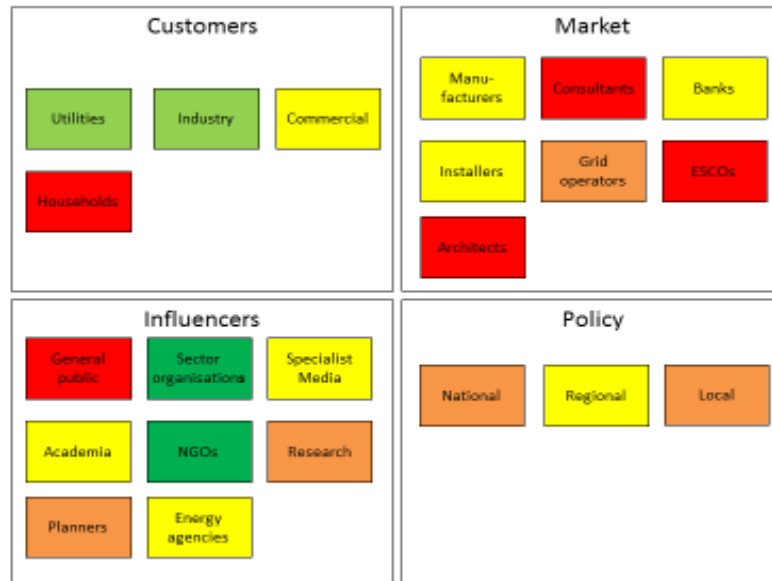 Customers
Utilities
Industry
Commercial
Households
Market
Manu-
facturers
Consultants
Banks
Installers
Grid
operators
ESCOs
Architects
Influencers
General
public
Sector
organisations
Specialist
Media
Academia
NGOs
Research
Planners
Energy
agencies
Policy
National
Regional
Local